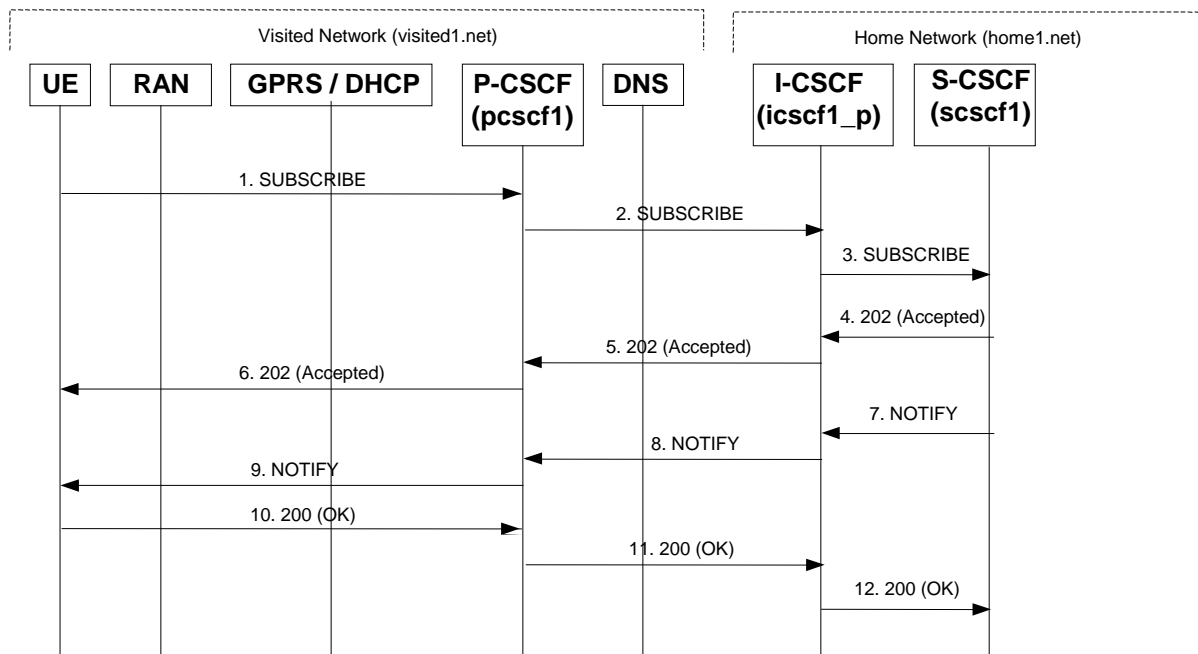 Visited Network (visited1.net)
Home Network (home1.net)
UE
RAN
GPRS / DHCP
P-CSCF
(pcscf1)
DNS
I-CSCF
(icscf1_p)
S-CSCF
(scscf1)
1. SUBSCRIBE
2. SUBSCRIBE
3. SUBSCRIBE
4. 202 (Accepted)
5. 202 (Accepted)
6. 202 (Accepted)
7. NOTIFY
8. NOTIFY
9. NOTIFY
10. 200 (OK)
11. 200 (OK)
12. 200 (OK)